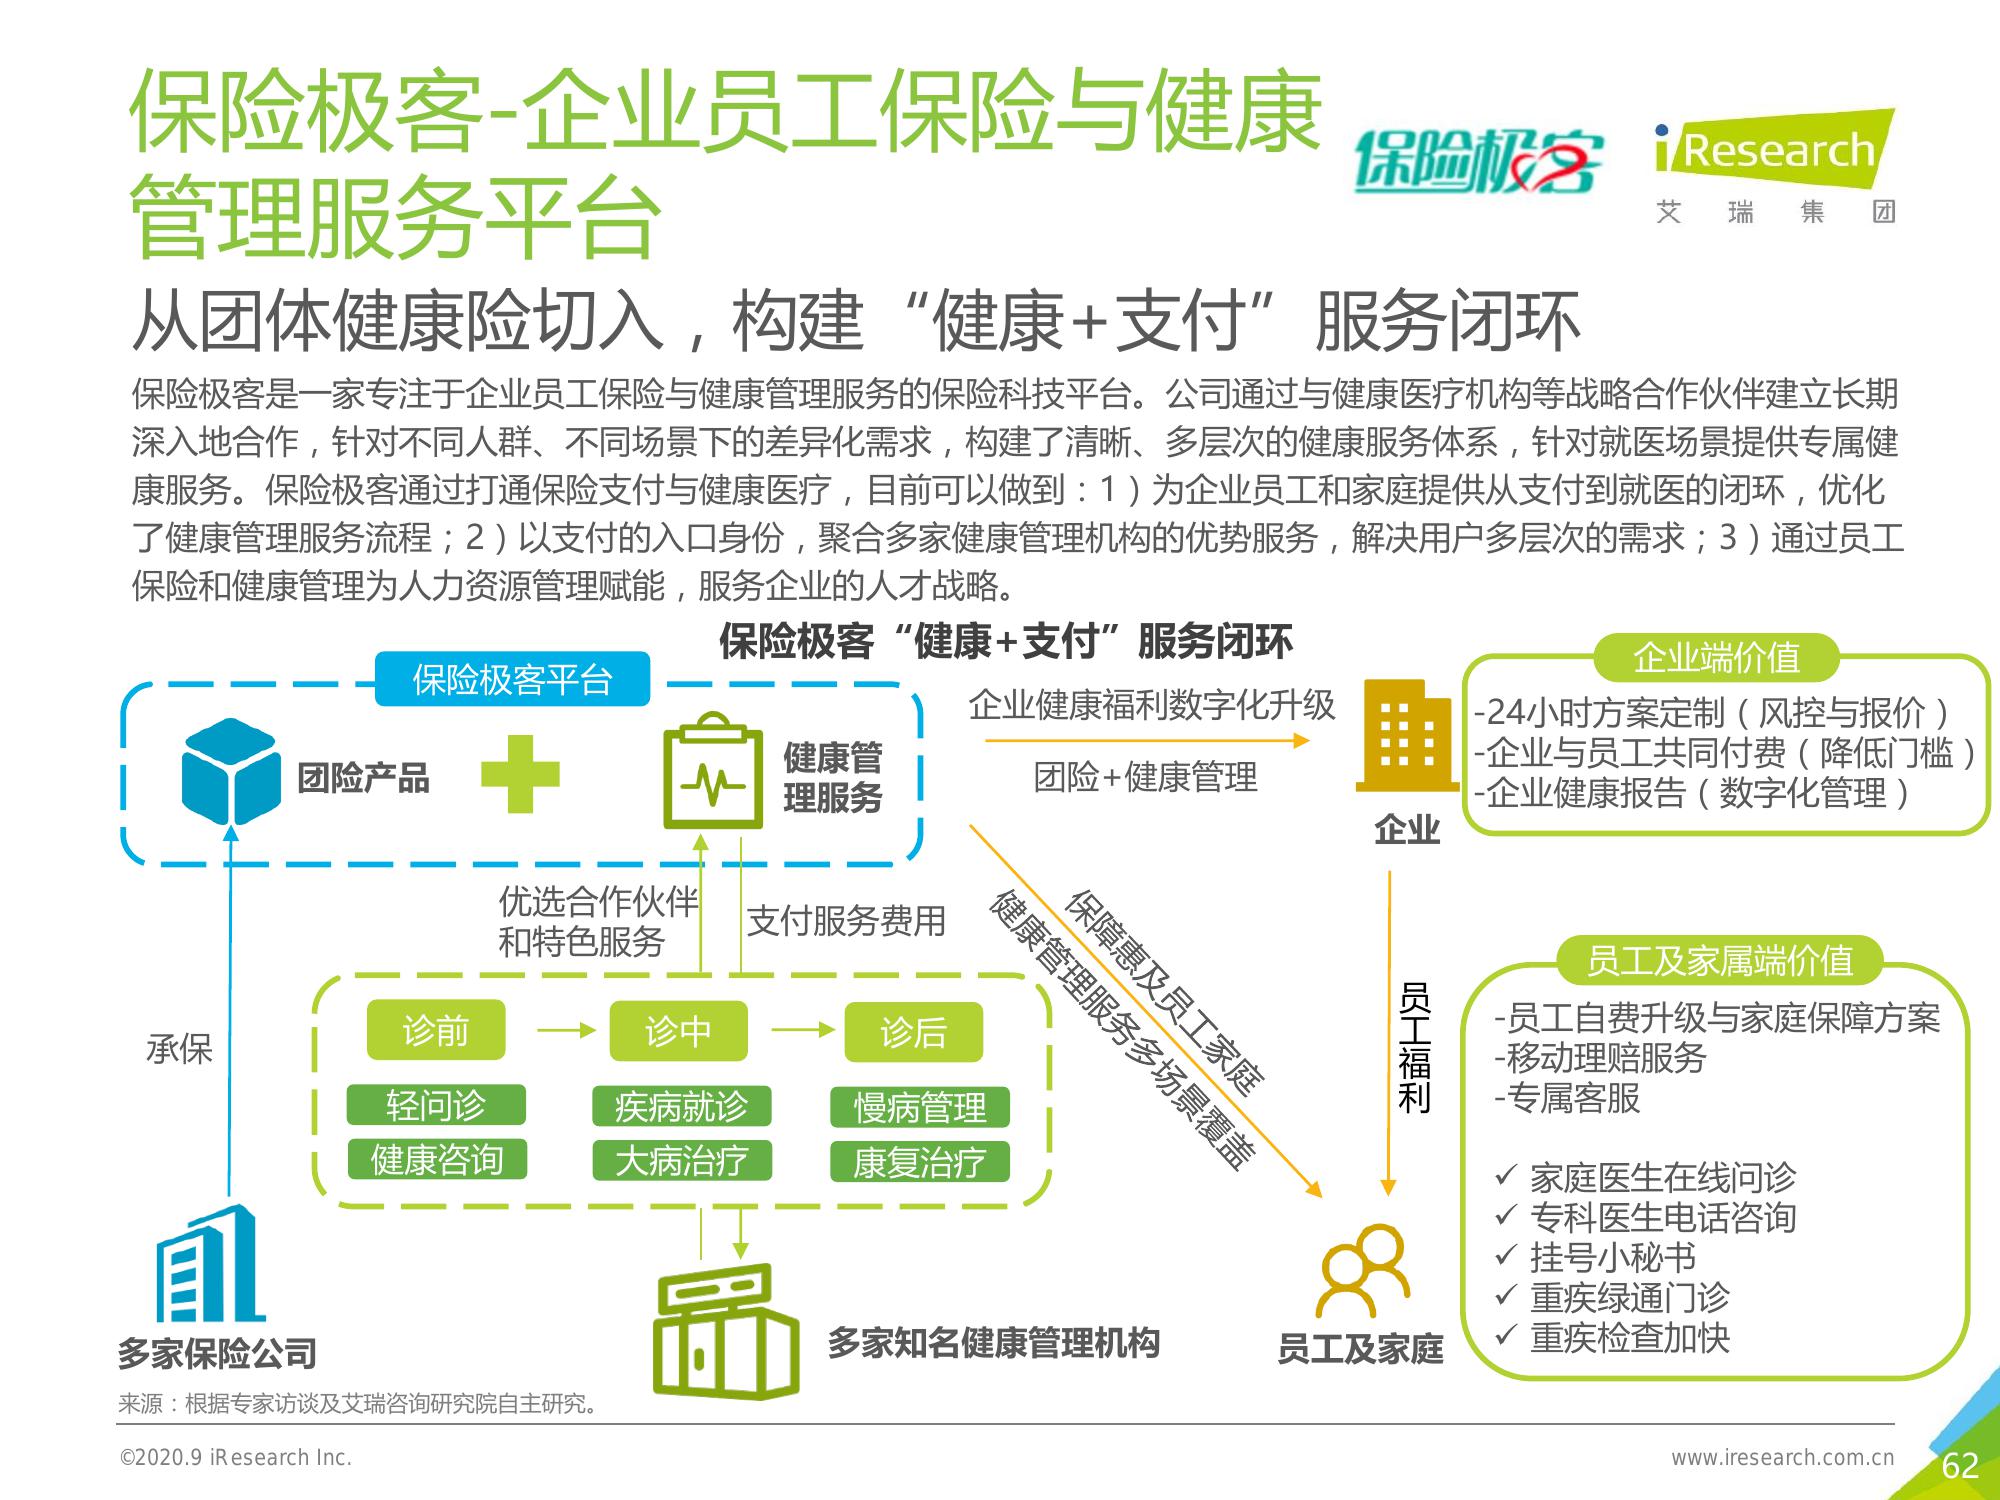 保险极客-企业员工保险与健康
管理服务平台
保险极客
iResearch
艾 瑞 集 团
从团体健康险切入，构建“健康+支付”服务闭环
保险极客是一家专注于企业员工保险与健康管理服务的保险科技平台。公司通过与健康医疗机构等战略合作伙伴建立长期
深入地合作，针对不同人群、不同场景下的差异化需求，构建了清晰、多层次的健康服务体系，针对就医场景提供专属健
康服务。保险极客通过打通保险支付与健康医疗，目前可以做到：1）为企业员工和家庭提供从支付到就医的闭环，优化
了健康管理服务流程；2）以支付的入口身份，聚合多家健康管理机构的优势服务，解决用户多层次的需求；3）通过员工
保险和健康管理为人力资源管理赋能，服务企业的人才战略。
保险极客“健康+支付”服务闭环
保险极客平台
团险产品
健康管
理服务
企业健康福利数字化升级
团险+健康管理
企业
企业端价值
-24小时方案定制（风控与报价）
-企业与员工共同付费（降低门槛）
-企业健康报告（数字化管理）
优选合作伙伴
和特色服务
支付服务费用
承保
诊前
诊中
诊后
轻问诊
疾病就诊
慢病管理
健康咨询
大病治疗
康复治疗
保障惠及员工家庭
健康管理服务多场景覆盖
员工福利
员工及家属端价值
-员工自费升级与家庭保障方案
-移动理赔服务
-专属客服
✓ 家庭医生在线问诊
✓ 专科医生电话咨询
✓ 挂号小秘书
✓ 重疾绿通门诊
✓ 重疾检查加快
多家保险公司
多家知名健康管理机构
员工及家庭
来源：根据专家访谈及艾瑞咨询研究院自主研究。
©2020.9 iResearch Inc.
www.iresearch.com.cn
62